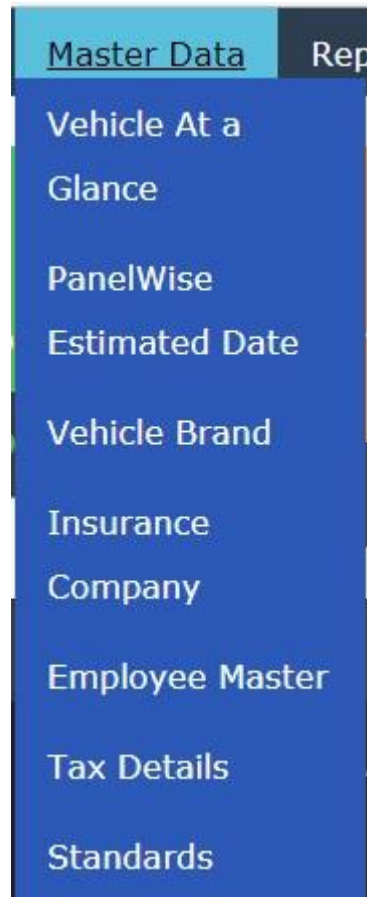 Master Data Rep
Vehicle At a
Glance
PanelWise
Estimated Date
Vehicle Brand
Insurance
Company
Employee Master
Tax Details
Standards